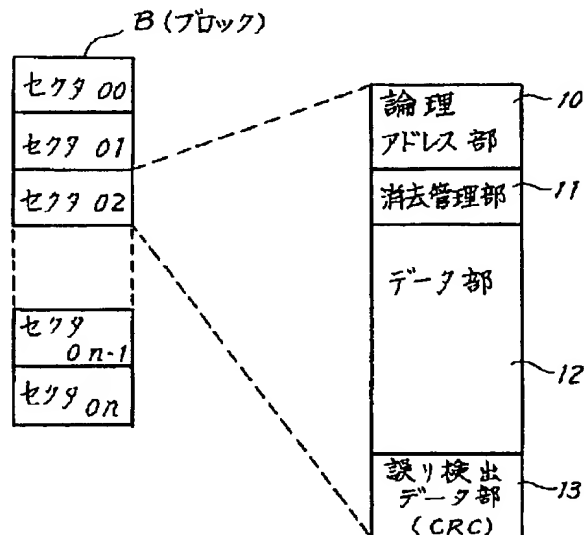 B (ブロック)
セクタ 00
セクタ 01
セクタ 02
セクタ
0n-1
セクタ 0n
論理
アドレス部
10
消去管理部
11
データ部
12
誤り検出
データ部
(CRC)
13